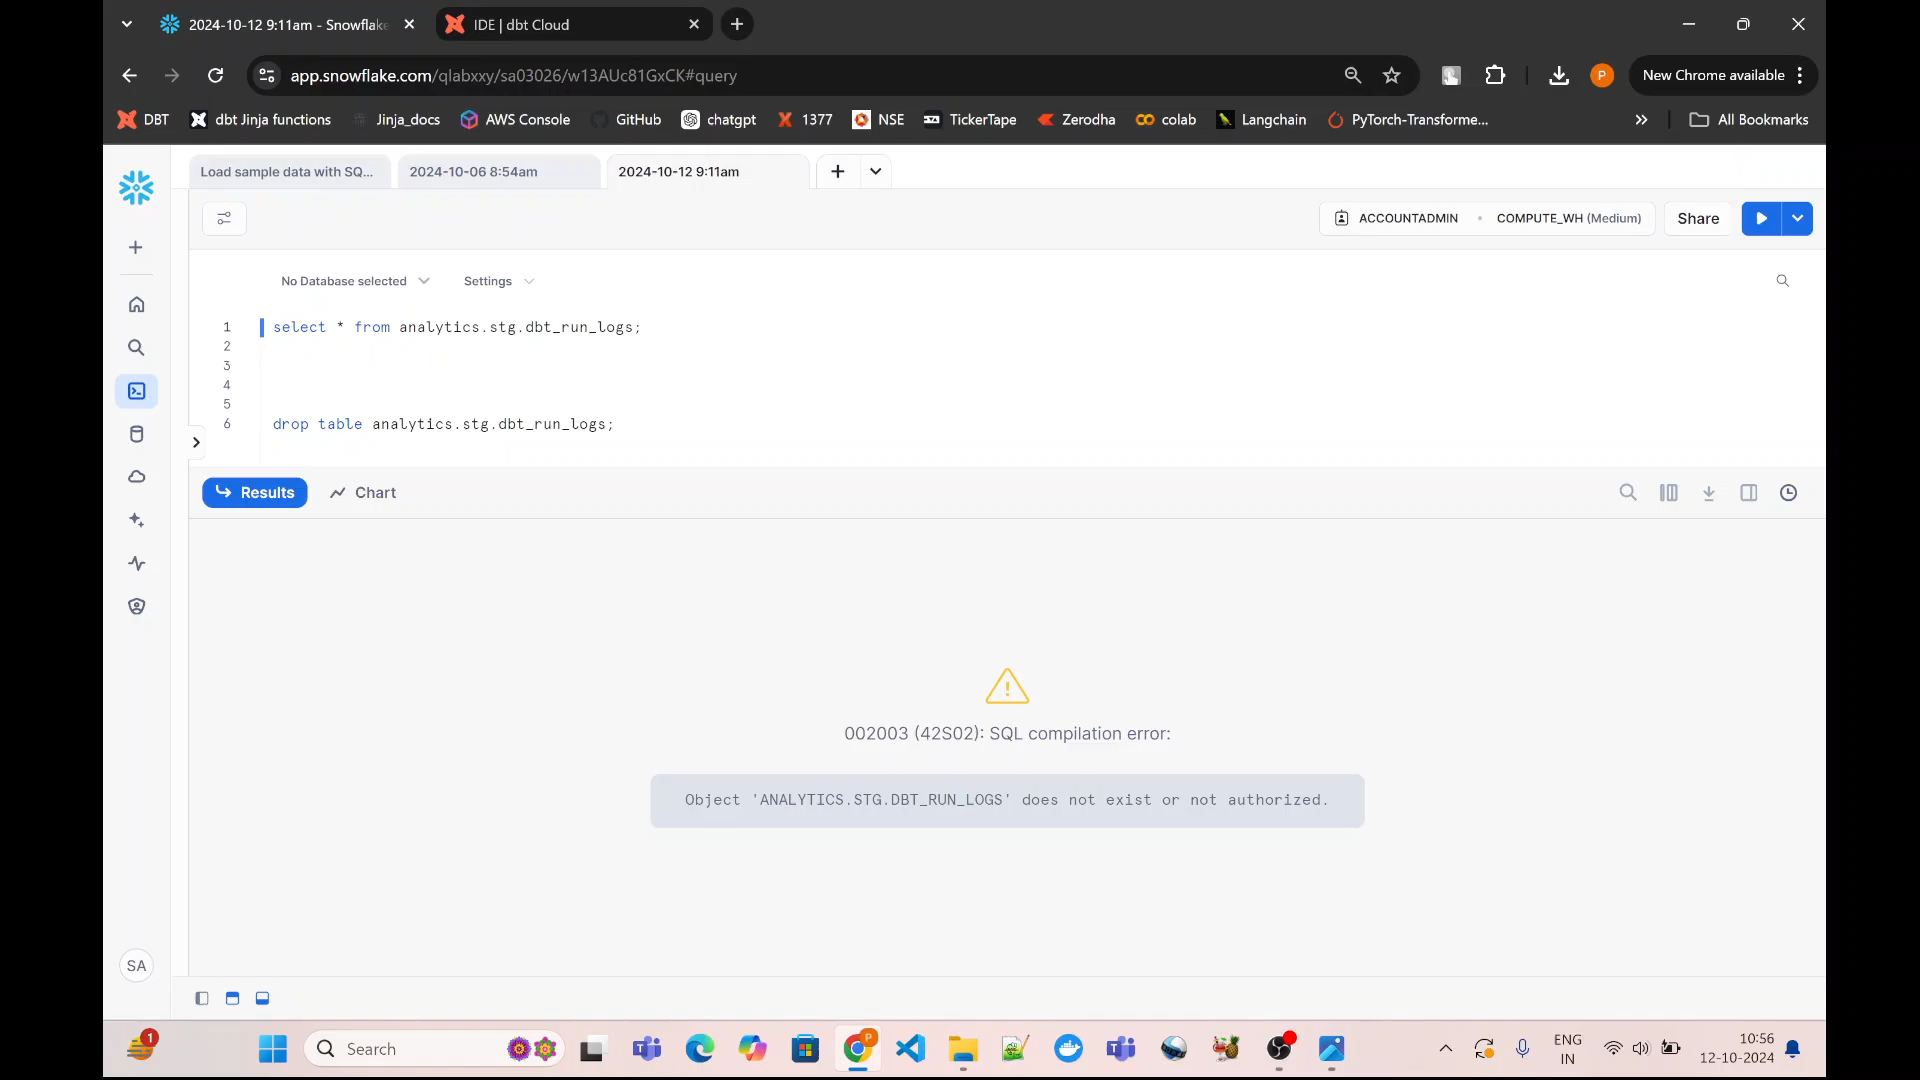 2024-10-12 9:11am - Snowflake
IDE | dbt Cloud
app.snowflake.com/qlabxxy/sa03026/w13AUc81GxCK#query
P
New Chrome available
DBT
dbt Jinja functions
Jinja_docs
AWS Console
GitHub
chatgpt
1377
NSE
TickerTape
Zerodha
colab
Langchain
PyTorch-Transforme...
All Bookmarks
Load sample data with SQ...
2024-10-06 8:54am
2024-10-12 9:11am
ACCOUNTADMIN
COMPUTE_WH (Medium)
Share
No Database selected
Settings
1 select * from analytics.stg.dbt_run_logs;
2
3
4
5
6 drop table analytics.stg.dbt_run_logs;
Results
Chart
002003 (42S02): SQL compilation error:
Object 'ANALYTICS.STG.DBT_RUN_LOGS' does not exist or not authorized.
SA
1
Search
P
ENG
IN
10:56
12-10-2024